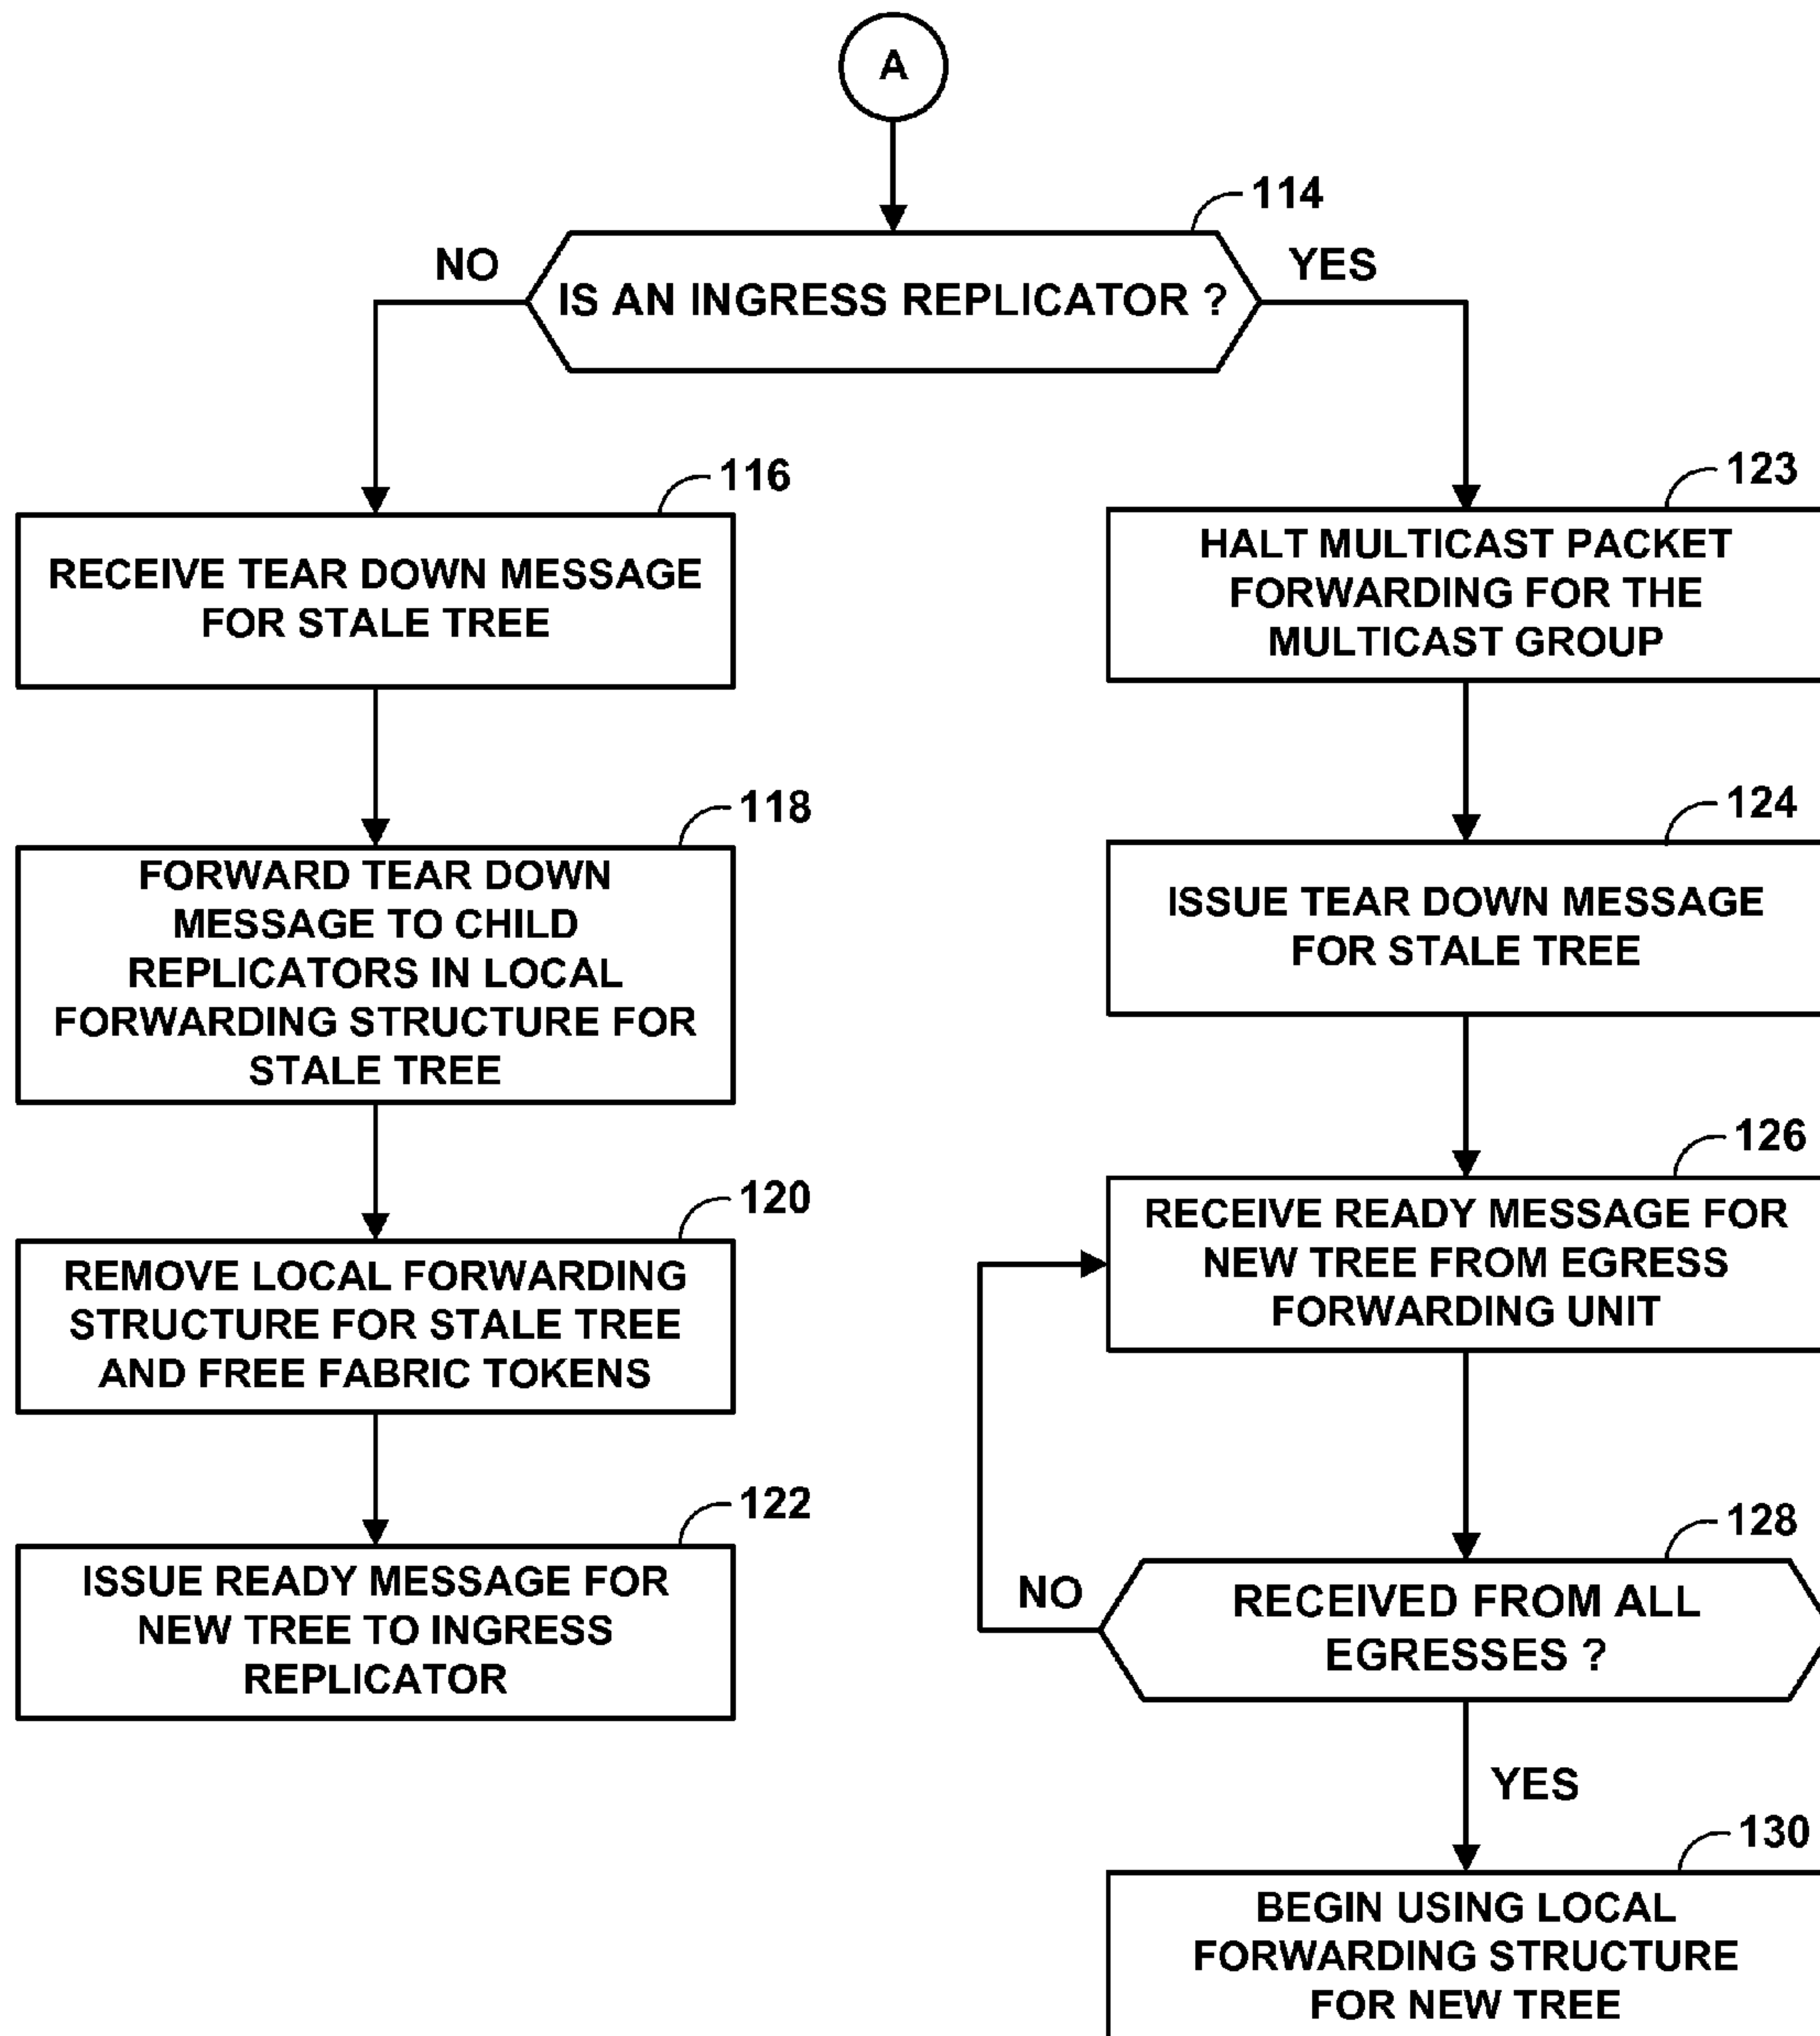 A
114
NO
YES
IS AN INGRESS REPLICATOR ?
116
RECEIVE TEAR DOWN MESSAGE
FOR STALE TREE
118
FORWARD TEAR DOWN
MESSAGE TO CHILD
REPLICATORS IN LOCAL
FORWARDING STRUCTURE FOR
STALE TREE
120
REMOVE LOCAL FORWARDING
STRUCTURE FOR STALE TREE
AND FREE FABRIC TOKENS
122
ISSUE READY MESSAGE FOR
NEW TREE TO INGRESS
REPLICATOR
123
HALT MULTICAST PACKET
FORWARDING FOR THE
MULTICAST GROUP
124
ISSUE TEAR DOWN MESSAGE
FOR STALE TREE
126
RECEIVE READY MESSAGE FOR
NEW TREE FROM EGRESS
FORWARDING UNIT
128
NO
RECEIVED FROM ALL
EGRESSES ?
YES
130
BEGIN USING LOCAL
FORWARDING STRUCTURE
FOR NEW TREE